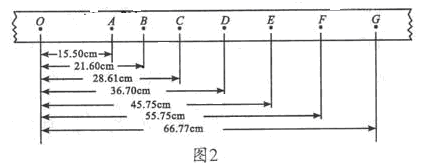 O A B C D E F G
15.50cm
21.60cm
28.61cm
36.70cm
45.75cm
55.75cm
66.77cm
图2